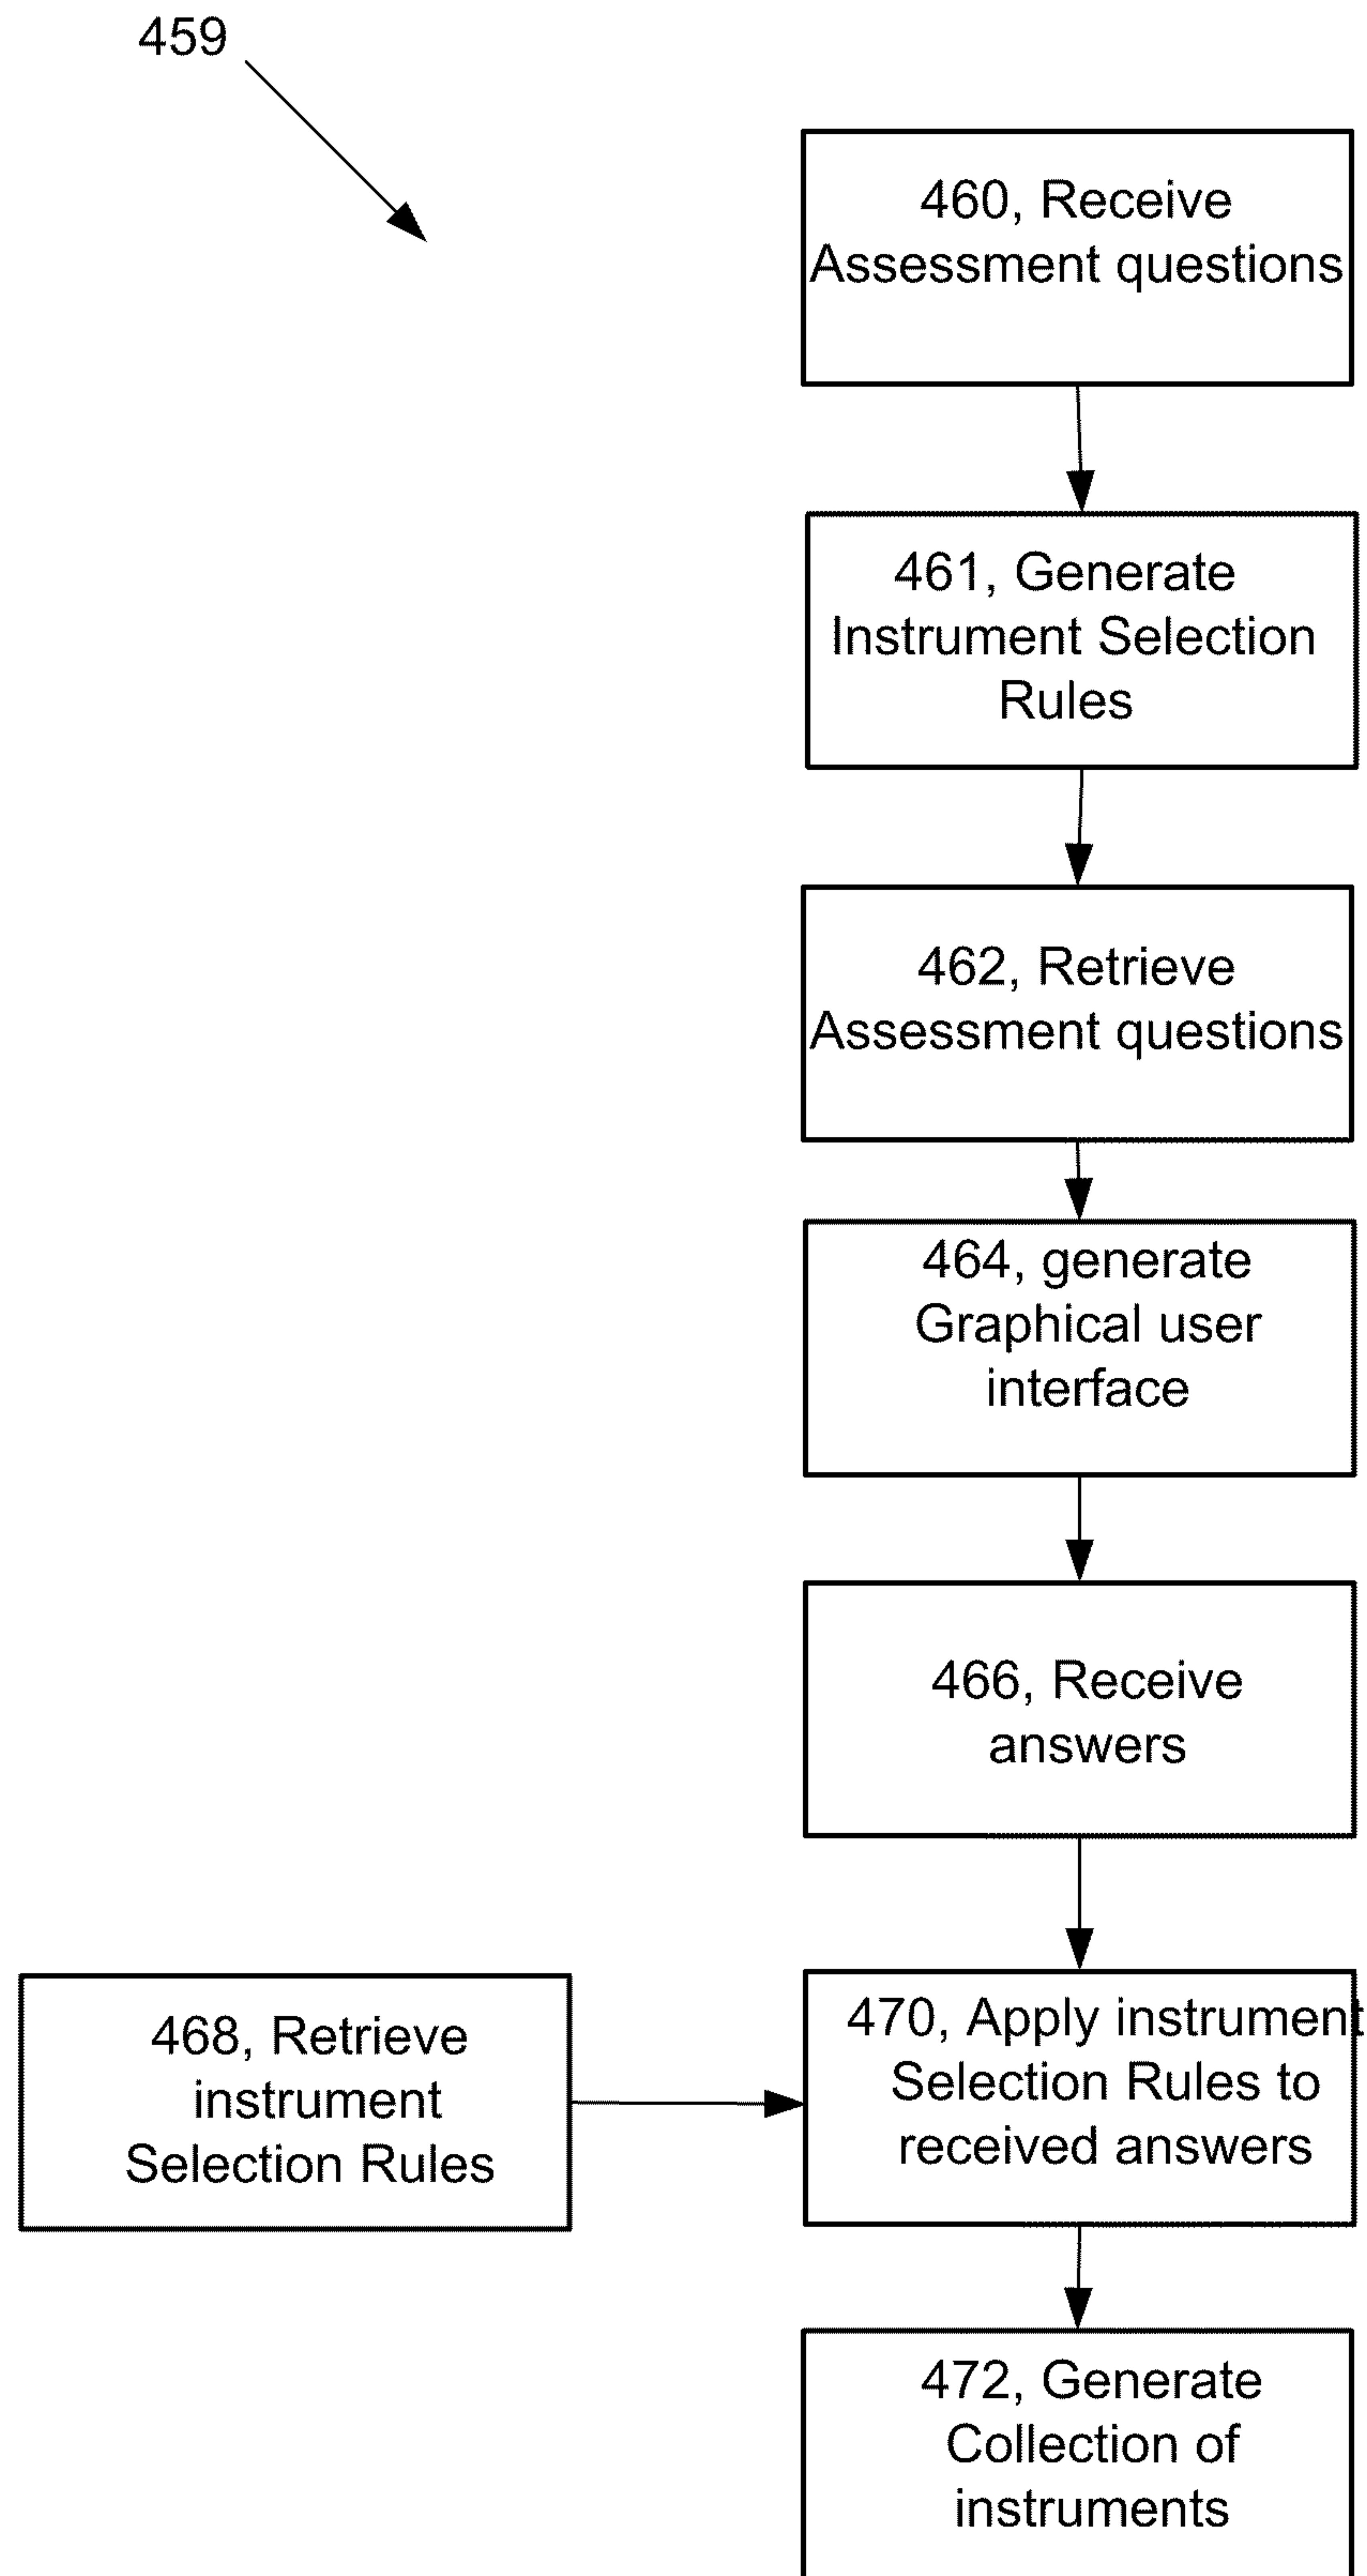 459
460, Receive
Assessment questions
461, Generate
Instrument Selection
Rules
462, Retrieve
Assessment questions
464, generate
Graphical user
interface
466, Receive
answers
468, Retrieve
instrument
Selection Rules
470, Apply instrument
Selection Rules to
received answers
472, Generate
Collection of
instruments